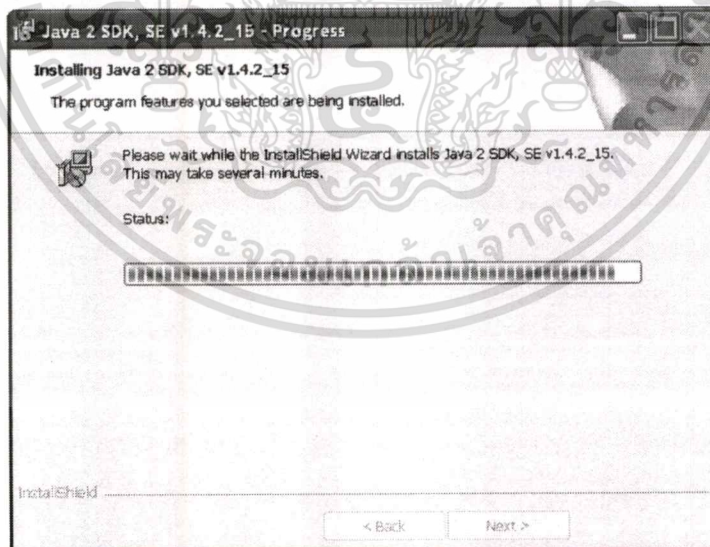 Java 2 SDK, SE v1.4.2_15 - Progress
Installing Java 2 SDK, SE v1.4.2_15
The program features you selected are being installed.
Please wait while the InstallShield Wizard installs Java 2 SDK, SE v1.4.2_15.
This may take several minutes.
Status:
InstallShield
< Back
Next >